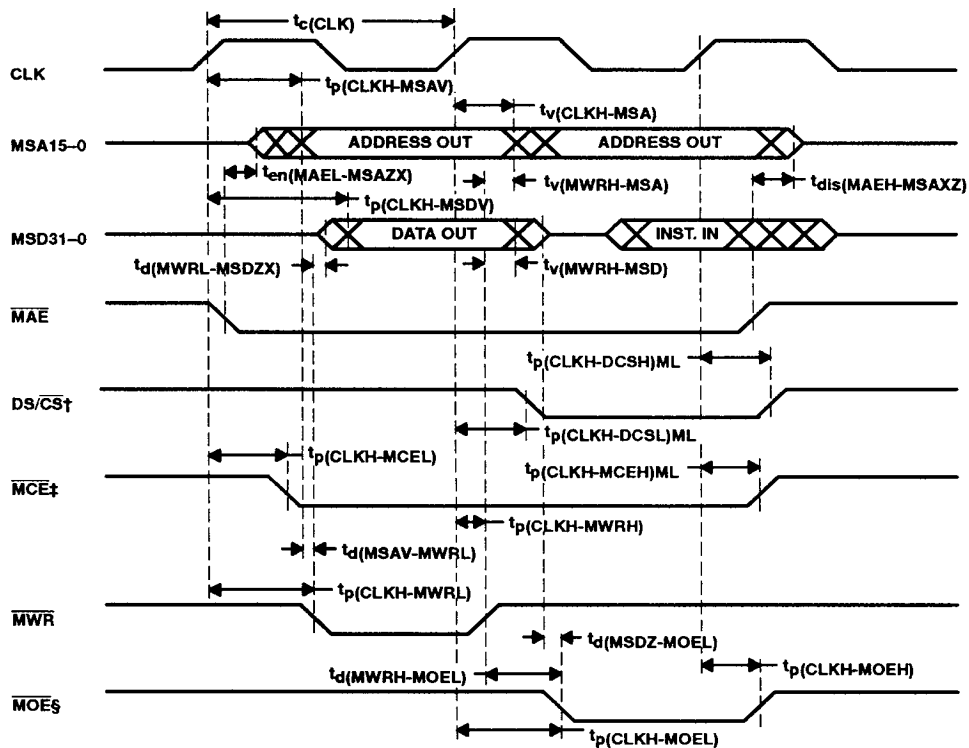 tc(CLK)
CLK
tp(CLKH-MSAV)
tv(CLKH-MSA)
MSA15–0
ADDRESS OUT
ADDRESS OUT
ten(MAEL-MSAZX)
tv(MWRH-MSA)
tdis(MAEH-MSAXZ)
tp(CLKH-MSDV)
MSD31–0
DATA OUT
INST. IN
td(MWRL-MSDZX)
tv(MWRH-MSD)
MAE
tp(CLKH-DCSH)ML
DS/CS†
tp(CLKH-DCSL)ML
tp(CLKH-MCEL)
tp(CLKH-MCEH)ML
MCE‡
tp(CLKH-MWRH)
td(MSAV-MWRL)
tp(CLKH-MWRL)
MWR
td(MSDZ-MOEL)
td(MWRH-MOEL)
tp(CLKH-MOEH)
MOE§
tp(CLKH-MOEL)